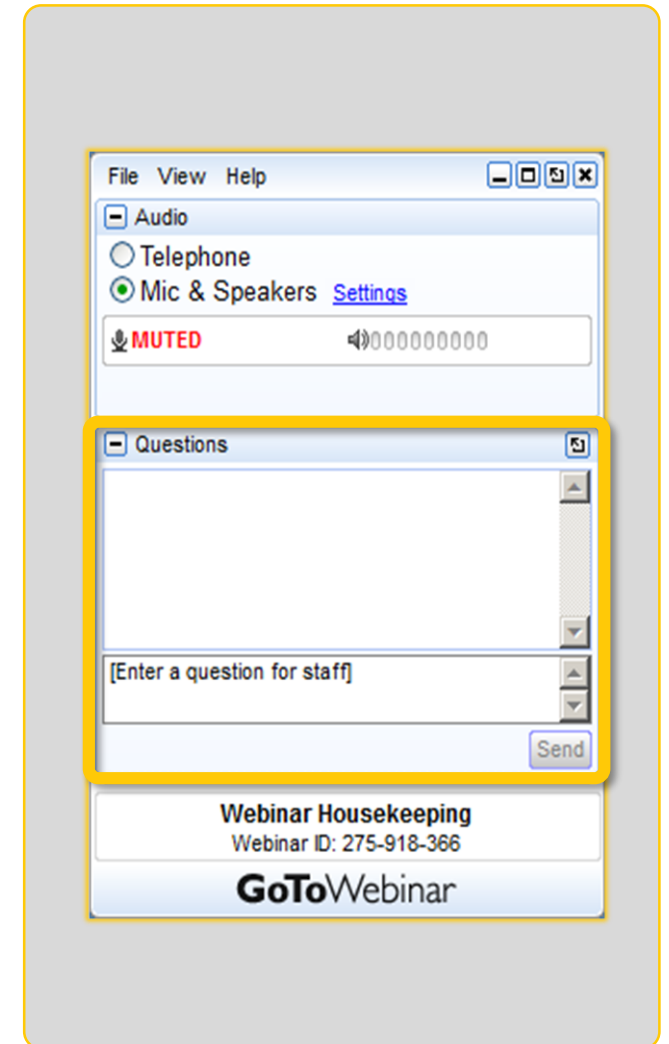 File View Help
Audio
Telephone
Mic & Speakers Settings
MUTED
Questions
[Enter a question for staff]
Send
Webinar Housekeeping
Webinar ID: 275-918-366
GoToWebinar